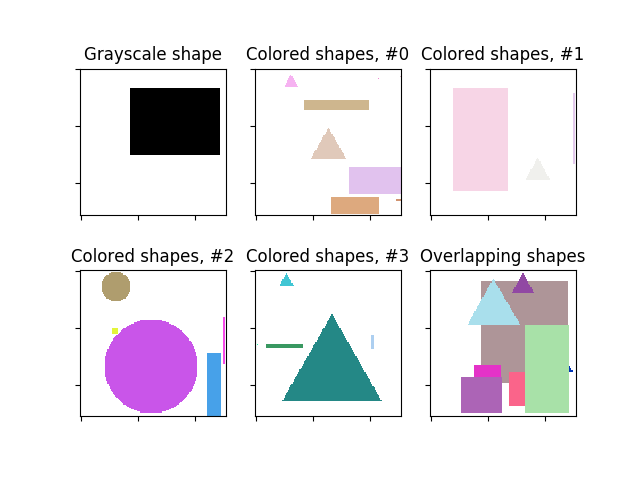 Grayscale shape
Colored shapes, #0
Colored shapes, #1
Colored shapes, #2
Colored shapes, #3
Overlapping shapes